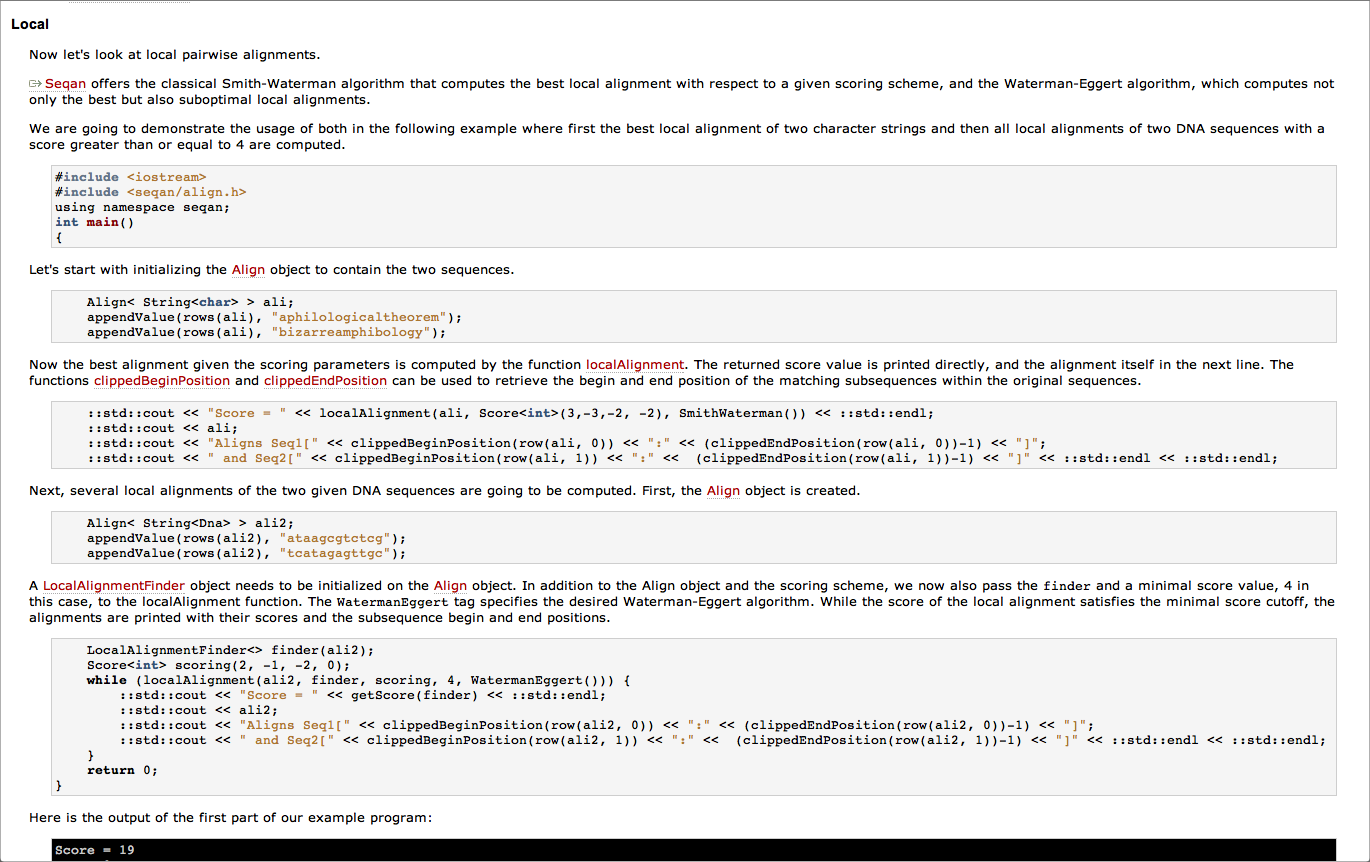 Local
Now let's look at local pairwise alignments.
Seqan offers the classical Smith-Waterman algorithm that computes the best local alignment with respect to a given scoring scheme, and the Waterman-Eggert algorithm, which computes not
only the best but also suboptimal local alignments.
We are going to demonstrate the usage of both in the following example where first the best local alignment of two character strings and then all local alignments of two DNA sequences with a
score greater than or equal to 4 are computed.
#include <iostream>
#include <seqan/align.h>
using namespace seqan;
int main()
{
Let's start with initializing the Align object to contain the two sequences.
    Align< String<char> > ali;
    appendValue(rows(ali), "aphilologicaltheorem");
    appendValue(rows(ali), "bizarreamphibology");
Now the best alignment given the scoring parameters is computed by the function localAlignment. The returned score value is printed directly, and the alignment itself in the next line. The
functions clippedBeginPosition and clippedEndPosition can be used to retrieve the begin and end position of the matching subsequences within the original sequences.
    ::std::cout << "Score = " << localAlignment(ali, Score<int>(3,-3,-2, -2), SmithWaterman()) << ::std::endl;
    ::std::cout << ali;
    ::std::cout << "Aligns Seq1[" << clippedBeginPosition(row(ali, 0)) << ":" << (clippedEndPosition(row(ali, 0))-1) << "]";
    ::std::cout << " and Seq2[" << clippedBeginPosition(row(ali, 1)) << ":" <<  (clippedEndPosition(row(ali, 1))-1) << "]" << ::std::endl << ::std::endl;
Next, several local alignments of the two given DNA sequences are going to be computed. First, the Align object is created.
    Align< String<Dna> > ali2;
    appendValue(rows(ali2), "ataagcgtctcg");
    appendValue(rows(ali2), "tcatagagttgc");
A LocalAlignmentFinder object needs to be initialized on the Align object. In addition to the Align object and the scoring scheme, we now also pass the finder and a minimal score value, 4 in
this case, to the localAlignment function. The WatermanEggert tag specifies the desired Waterman-Eggert algorithm. While the score of the local alignment satisfies the minimal score cutoff, the
alignments are printed with their scores and the subsequence begin and end positions.
    LocalAlignmentFinder<> finder(ali2);
    Score<int> scoring(2, -1, -2, 0);
    while (localAlignment(ali2, finder, scoring, 4, WatermanEggert())) {
        ::std::cout << "Score = " << getScore(finder) << ::std::endl;
        ::std::cout << ali2;
        ::std::cout << "Aligns Seq1[" << clippedBeginPosition(row(ali2, 0)) << ":" << (clippedEndPosition(row(ali2, 0))-1) << "]";
        ::std::cout << " and Seq2[" << clippedBeginPosition(row(ali2, 1)) << ":" <<  (clippedEndPosition(row(ali2, 1))-1) << "]" << ::std::endl << ::std::endl;
    }
    return 0;
}
Here is the output of the first part of our example program:
Score = 19